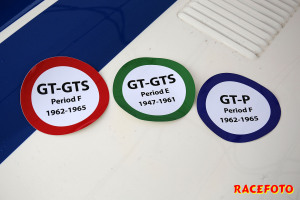 GT-GTS
Period F
1962-1965
GT-GTS
Period E
1947-1961
GT-P
Period F
1962-1965
RACEFOTO